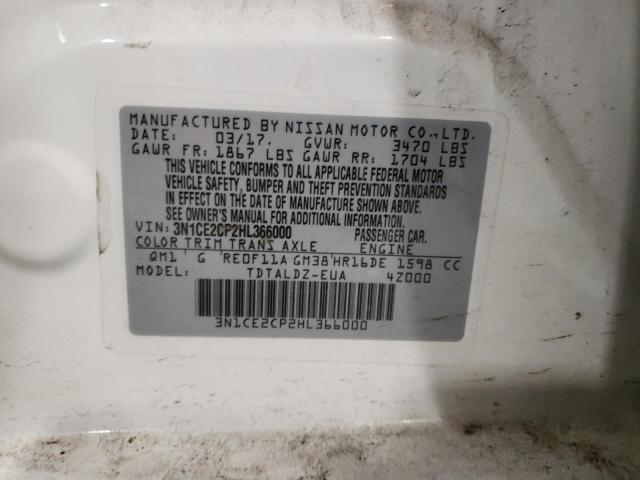 MANUFACTURED BY NISSAN MOTOR CO.,LTD.
DATE: 03/17. GVWR: 3470 LBS
GAWR FR: 1867 LBS GAWR RR: 1704 LBS
THIS VEHICLE CONFORMS TO ALL APPLICABLE FEDERAL MOTOR
VEHICLE SAFETY, BUMPER AND THEFT PREVENTION STANDARDS
IN EFFECT ON THE DATE OF MANUFACTURE SHOWN ABOVE.
SEE OWNER'S MANUAL FOR ADDITIONAL INFORMATION.
VIN: 3N1CE2CP2HL366000 PASSENGER CAR.
COLOR TRIM TRANS AXLE ENGINE
QM1 G RE0F11A GM38 HR16DE 1598 CC
MODEL: TDTALDZ-EUA 4Z000
3N1CE2CP2HL366000